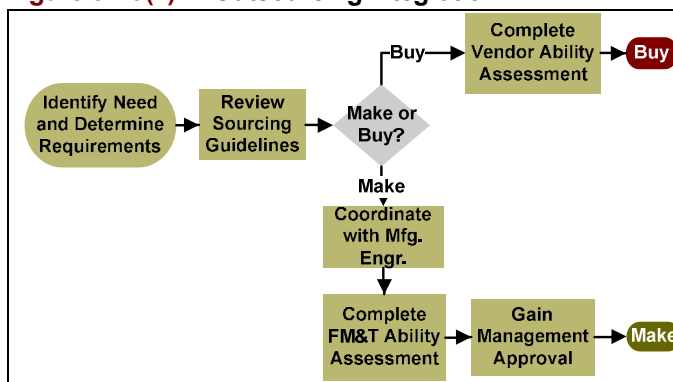 Complete
Vendor Ability
Assessment
Buy
Buy
Identify Need
and Determine
Requirements
Review
Sourcing
Guidelines
Make or
Buy?
Make
Coordinate
with Mfg.
Engr.
Complete
FM&T Ability
Assessment
Gain
Management
Approval
Make